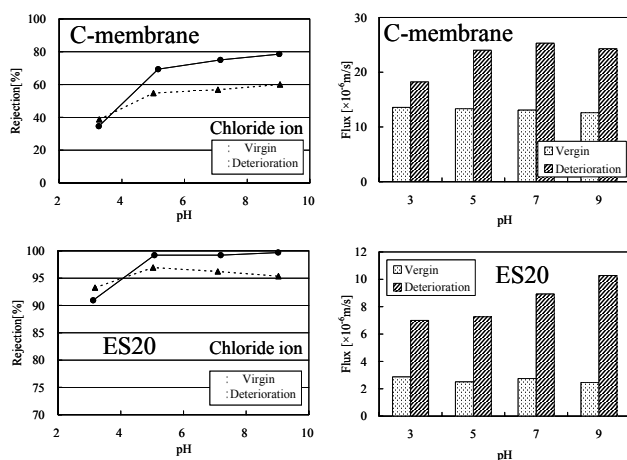 C-membrane
Rejection[%]
100
80
60
40
20
0
Chloride ion
: Virgin
: Deterioration
2
4
6
8
10
pH
C-membrane
Flux [×10⁻⁶m/s]
30
20
10
0
Vergin
Deterioration
3
5
7
9
pH
Rejection[%]
100
95
90
85
80
75
70
ES20
Chloride ion
: Virgin
: Deterioration
2
4
6
8
10
pH
Flux [×10⁻⁶m/s]
12
10
8
6
4
2
0
Vergin
Deterioration
ES20
3
5
7
9
pH